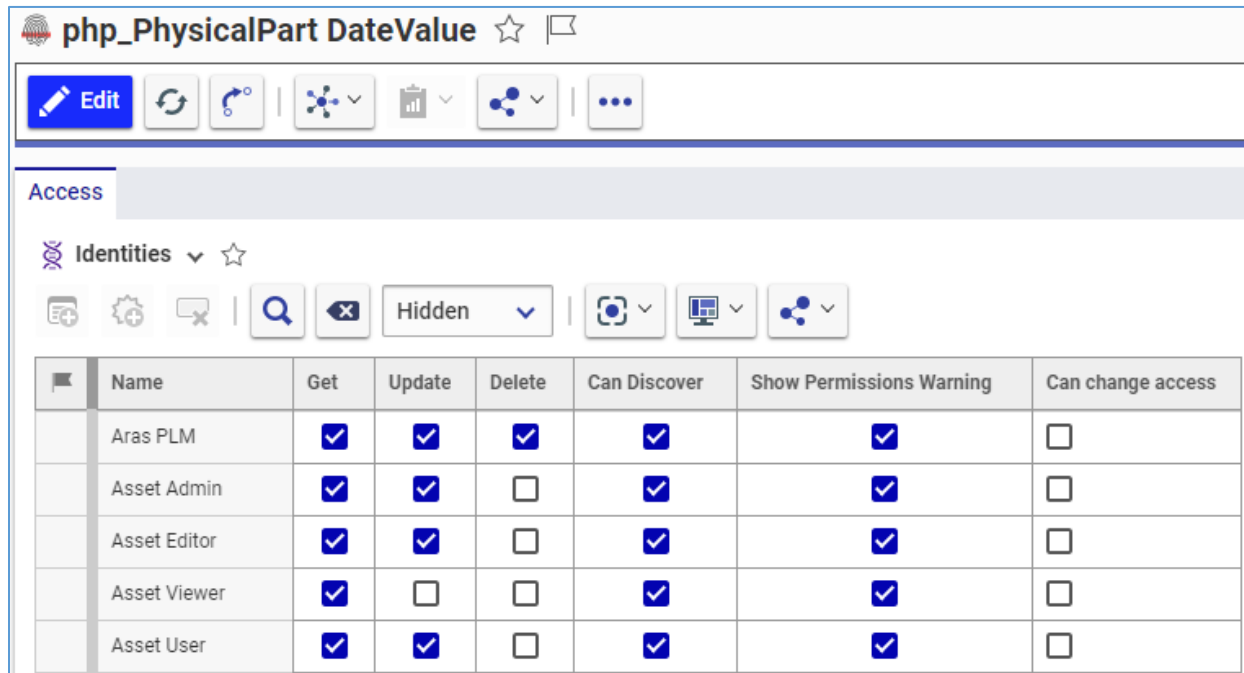 php_PhysicalPart DateValue
Edit
Access
Identities
Hidden
Name Get Update Delete Can Discover Show Permissions Warning Can change access
Aras PLM
Asset Admin
Asset Editor
Asset Viewer
Asset User